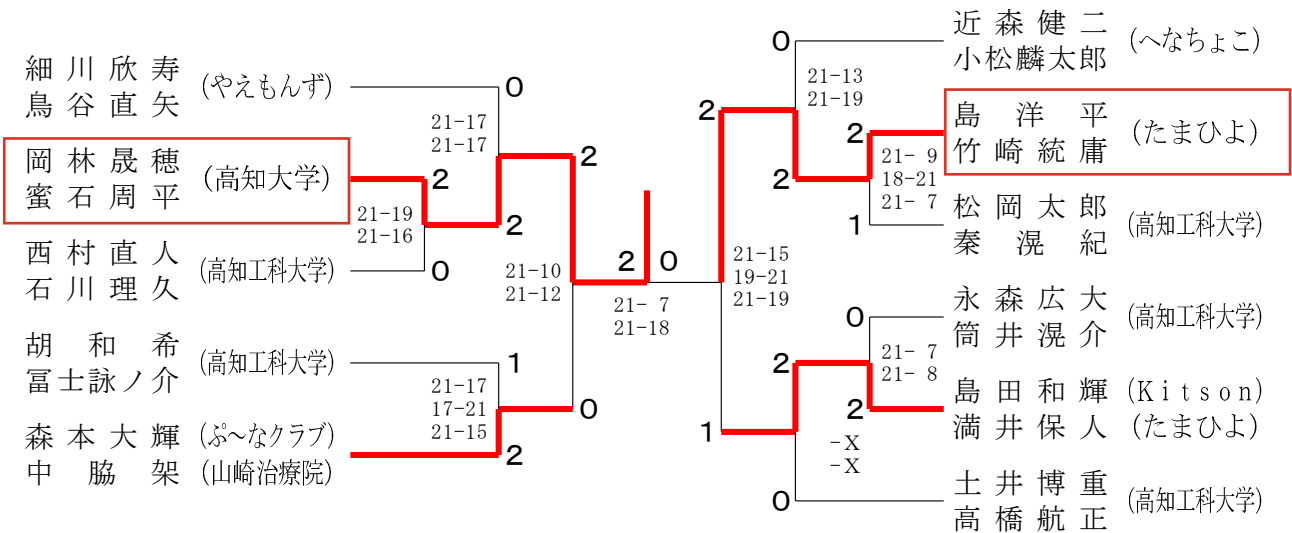 細川欣寿 (やえもんず)
鳥谷直矢
0
21-17
21-17
岡林晟穂 (高知大学)
蜜石周平
2
2
21-19
21-16
2
西村直人 (高知工科大学)
石川理久
0
21-10
21-12
胡和希 (高知工科大学)
冨士詠ノ介
1
21-17
17-21
21-15
0
森本大輝 (ぷ～なクラブ)
中脇架 (山崎治療院)
2
2 0
21- 7
21-18
近森健二 (へなちょこ)
小松麟太郎
0
21-13
21-19
2
島洋平 (たまひよ)
竹崎統庸
2
21- 9
18-21
21- 7
2
松岡太郎 (高知工科大学)
秦滉紀
1
21-15
19-21
21-19
永森広大 (高知工科大学)
筒井滉介
0
21- 7
21- 8
2
島田和輝 (Kitson)
満井保人 (たまひよ)
2
1
-X
-X
土井博重 (高知工科大学)
高橋航正
0